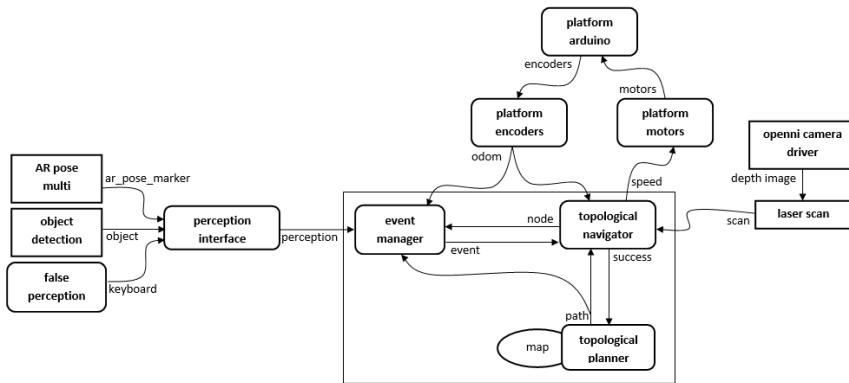 platform
arduino
encoders
motors
platform
encoders
platform
motors
openni camera
driver
odom
AR pose
multi
ar_pose_marker
speed
depth image
object
detection
object
perception
interface
perception
event
manager
node
event
topological
navigator
scan
laser scan
success
false
perception
keyboard
path
map
topological
planner